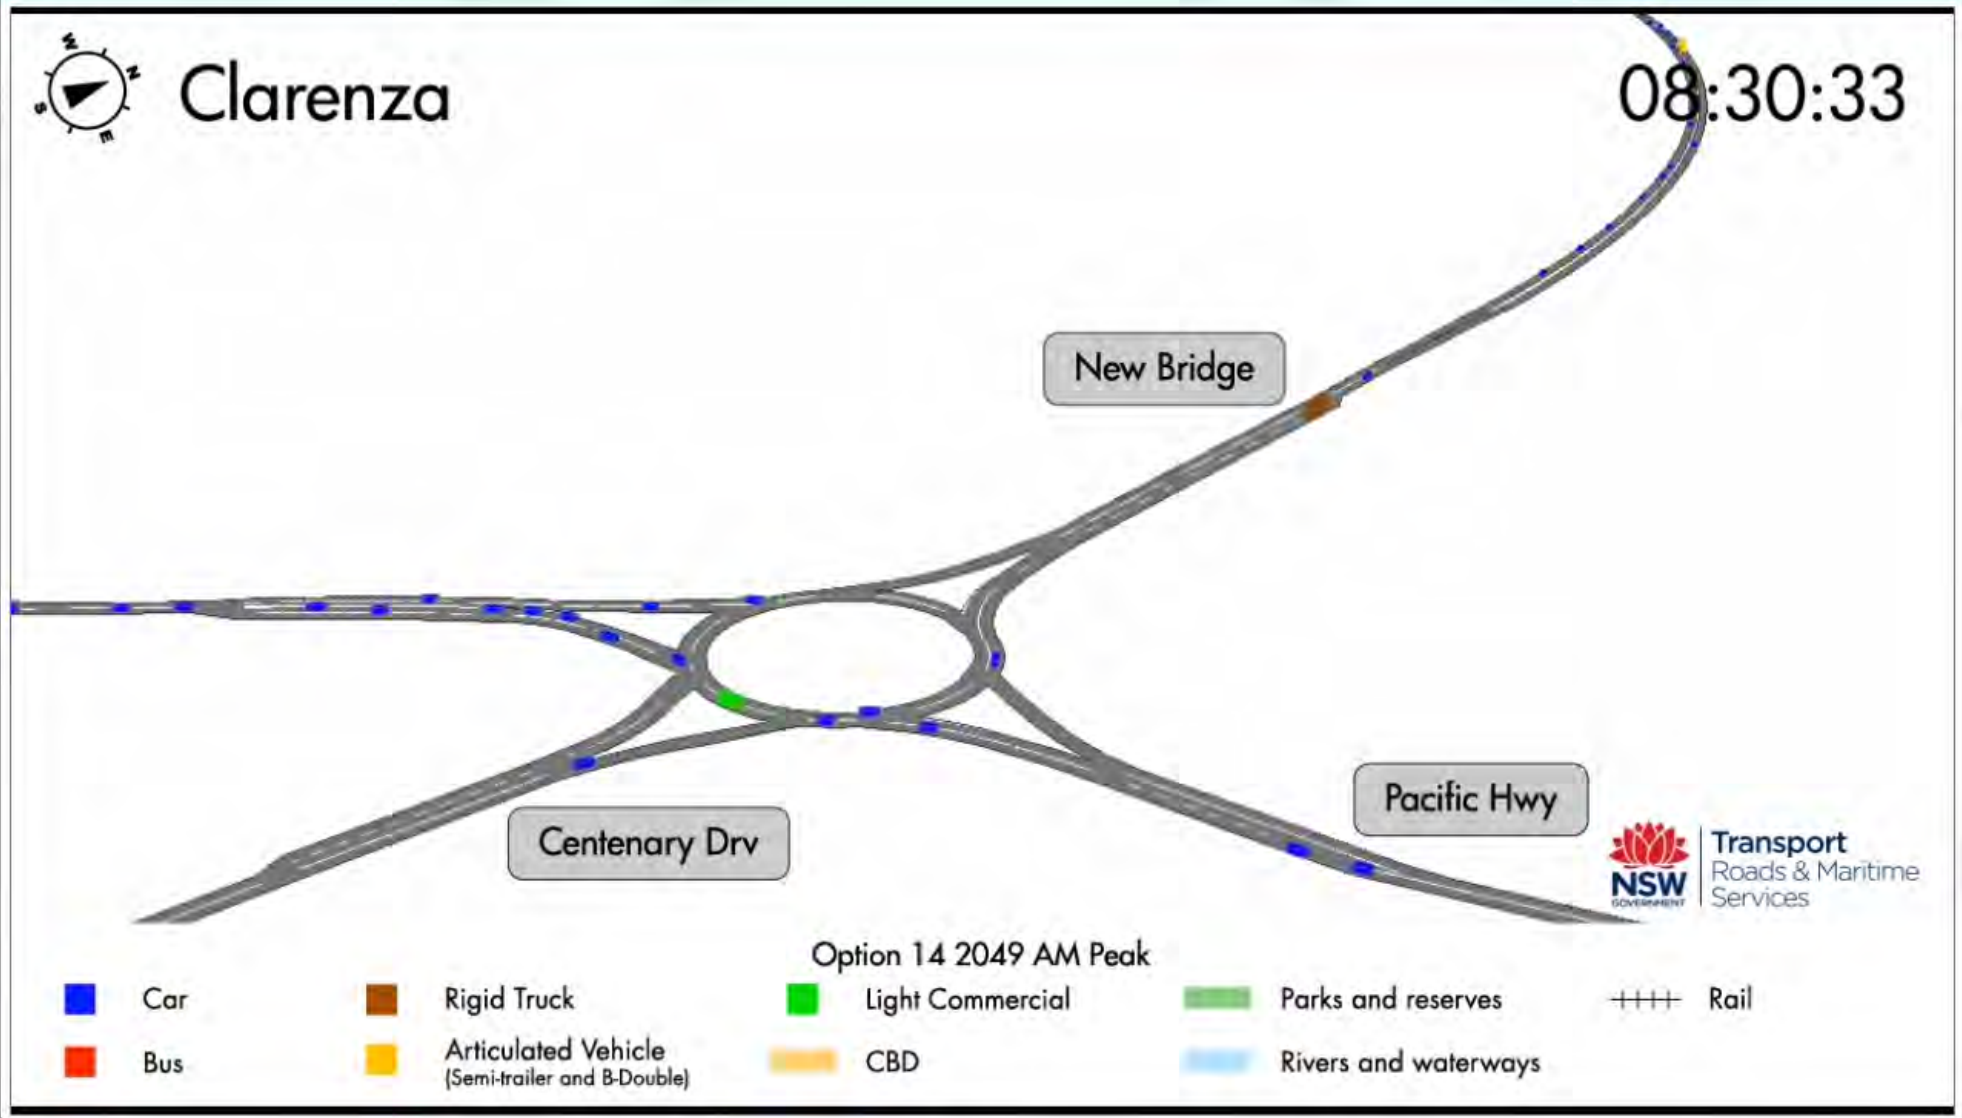 W
N
S
E
Clarenza
08:30:33
New Bridge
Centenary Drv
Pacific Hwy
NSW
GOVERNMENT
Transport
Roads & Maritime
Services
Option 14 2049 AM Peak
Car
Rigid Truck
Light Commercial
Parks and reserves
Rail
Bus
Articulated Vehicle
(Semi-trailer and B-Double)
CBD
Rivers and waterways